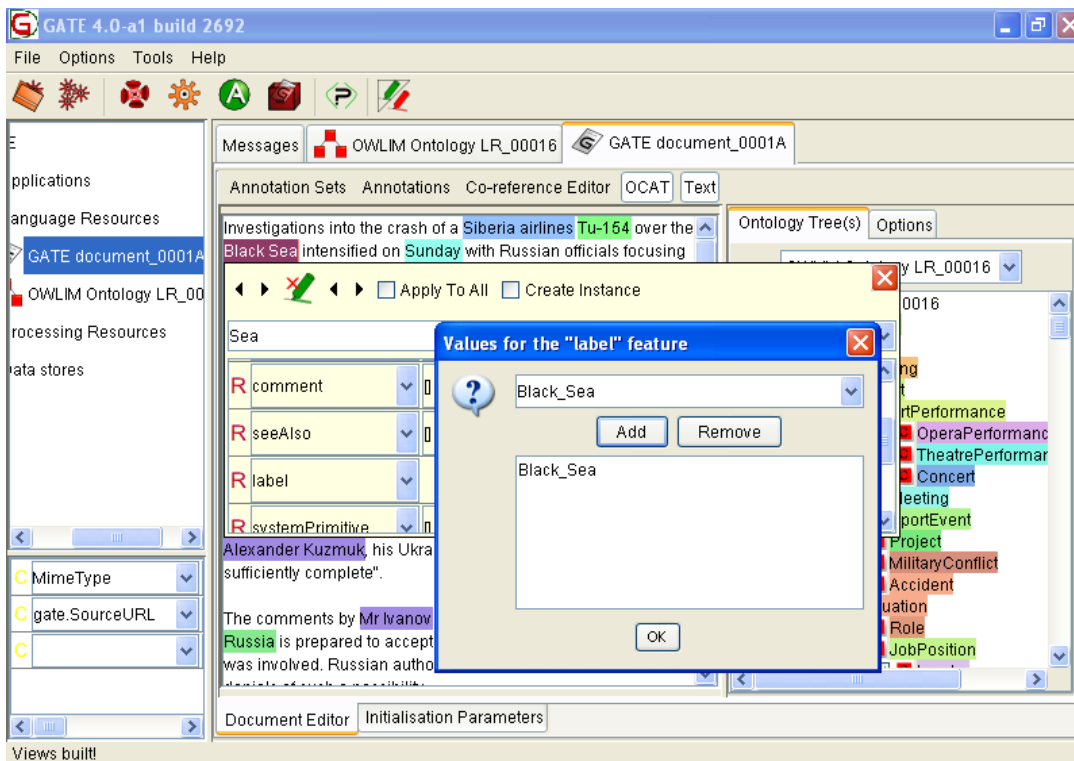 GATE 4.0-a1 build 2692
File Options Tools Help
Messages OWLIM Ontology LR_00016 GATE document_0001A
Annotation Sets Annotations Co-reference Editor OCAT Text
pplications
anguage Resources
GATE document_0001A
OWLIM Ontology LR_00
rocessing Resources
ata stores
MimeType
gate.SourceURL
Investigations into the crash of a Siberia airlines Tu-154 over the
Black Sea intensified on Sunday with Russian officials focusing
Apply To All Create Instance
Sea
R comment []
R seeAlso []
R label
R systemPrimitive []
Values for the "label" feature
Black_Sea
Add Remove
Black_Sea
OK
Alexander Kuzmuk, his Ukra
sufficiently complete".
The comments by Mr Ivanov
Russia is prepared to accept
was involved. Russian autho
Ontology Tree(s) Options
y LR_00016
0016
ng
t
rtPerformance
OperaPerformanc
TheatrePerformar
Concert
leeting
portEvent
Project
MilitaryConflict
Accident
uation
Role
JobPosition
Document Editor Initialisation Parameters
Views built!